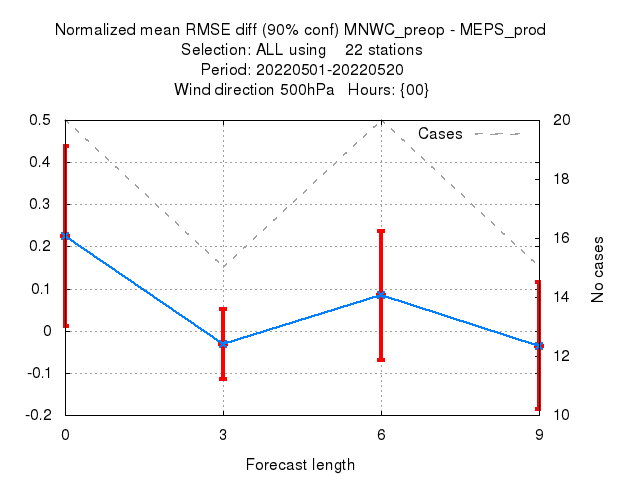 Normalized mean RMSE diff (90% conf) MNWC_preop - MEPS_prod
Selection: ALL using    22 stations
Period: 20220501-20220520
Wind direction 500hPa   Hours: {00}
Cases
0.5
0.4
0.3
0.2
0.1
0
-0.1
-0.2
20
18
16
14
12
10
No cases
0 3 6 9
Forecast length